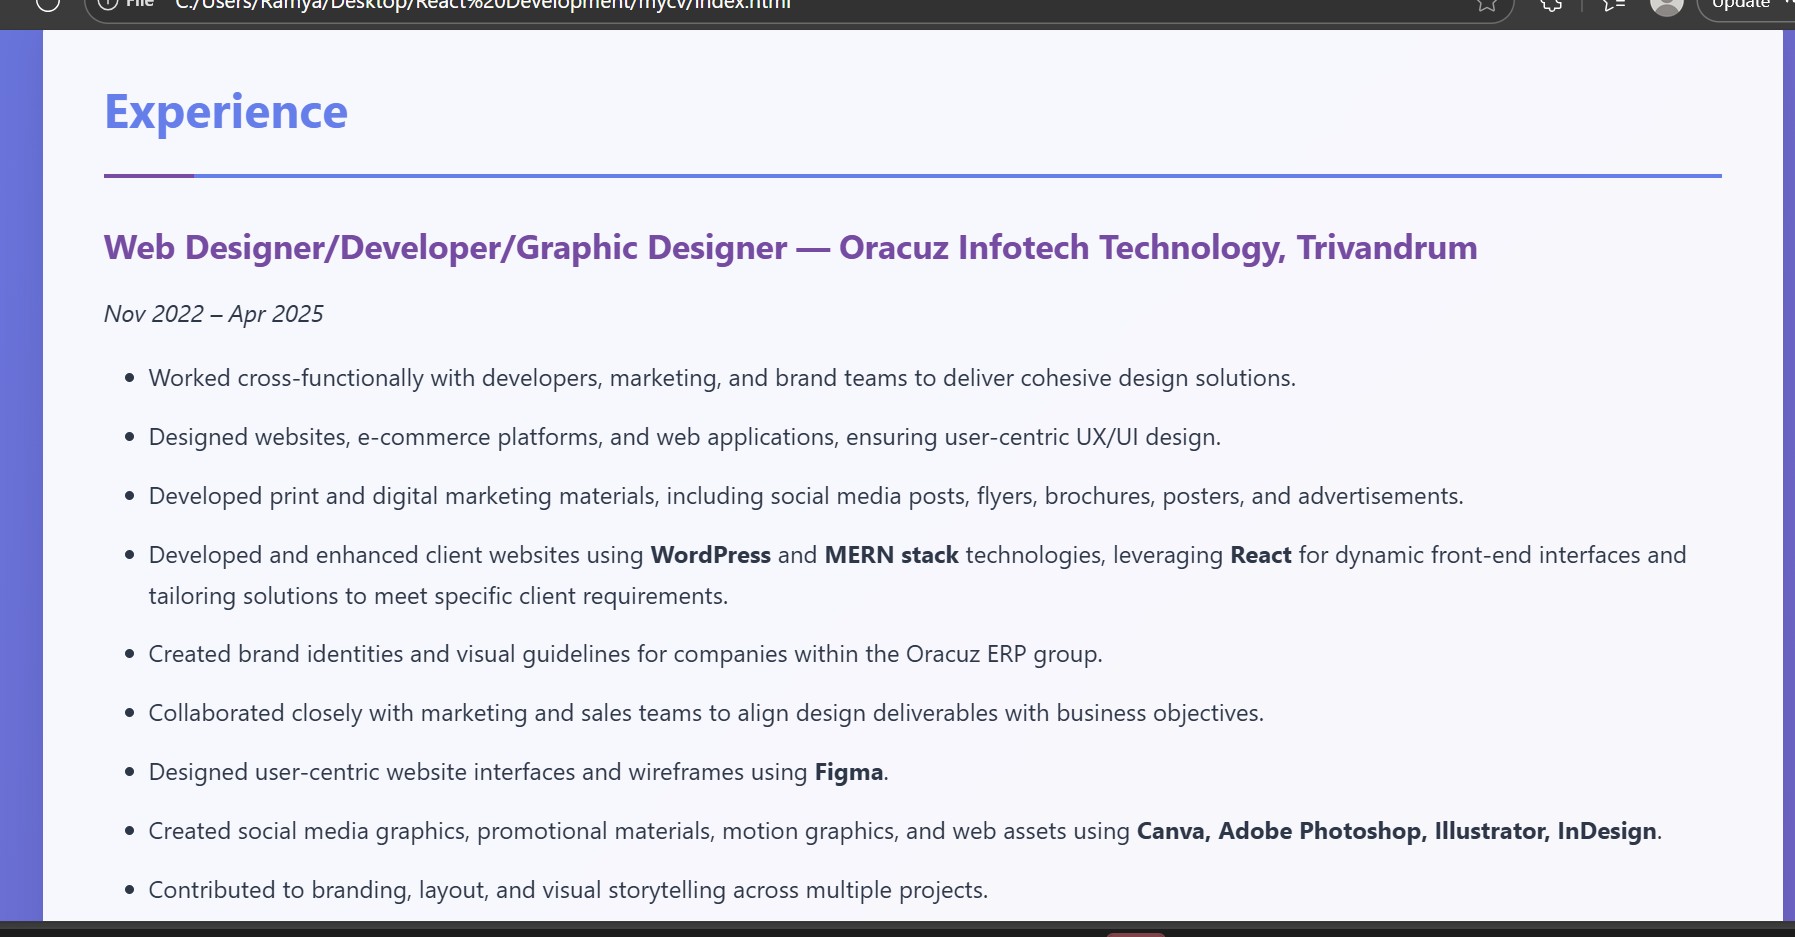 File C:/Users/Ramya/Desktop/React%20Development/mycv/index.html
Update
Experience
Web Designer/Developer/Graphic Designer — Oracuz Infotech Technology, Trivandrum
Nov 2022 – Apr 2025
• Worked cross-functionally with developers, marketing, and brand teams to deliver cohesive design solutions.
• Designed websites, e-commerce platforms, and web applications, ensuring user-centric UX/UI design.
• Developed print and digital marketing materials, including social media posts, flyers, brochures, posters, and advertisements.
• Developed and enhanced client websites using WordPress and MERN stack technologies, leveraging React for dynamic front-end interfaces and
tailoring solutions to meet specific client requirements.
• Created brand identities and visual guidelines for companies within the Oracuz ERP group.
• Collaborated closely with marketing and sales teams to align design deliverables with business objectives.
• Designed user-centric website interfaces and wireframes using Figma.
• Created social media graphics, promotional materials, motion graphics, and web assets using Canva, Adobe Photoshop, Illustrator, InDesign.
• Contributed to branding, layout, and visual storytelling across multiple projects.